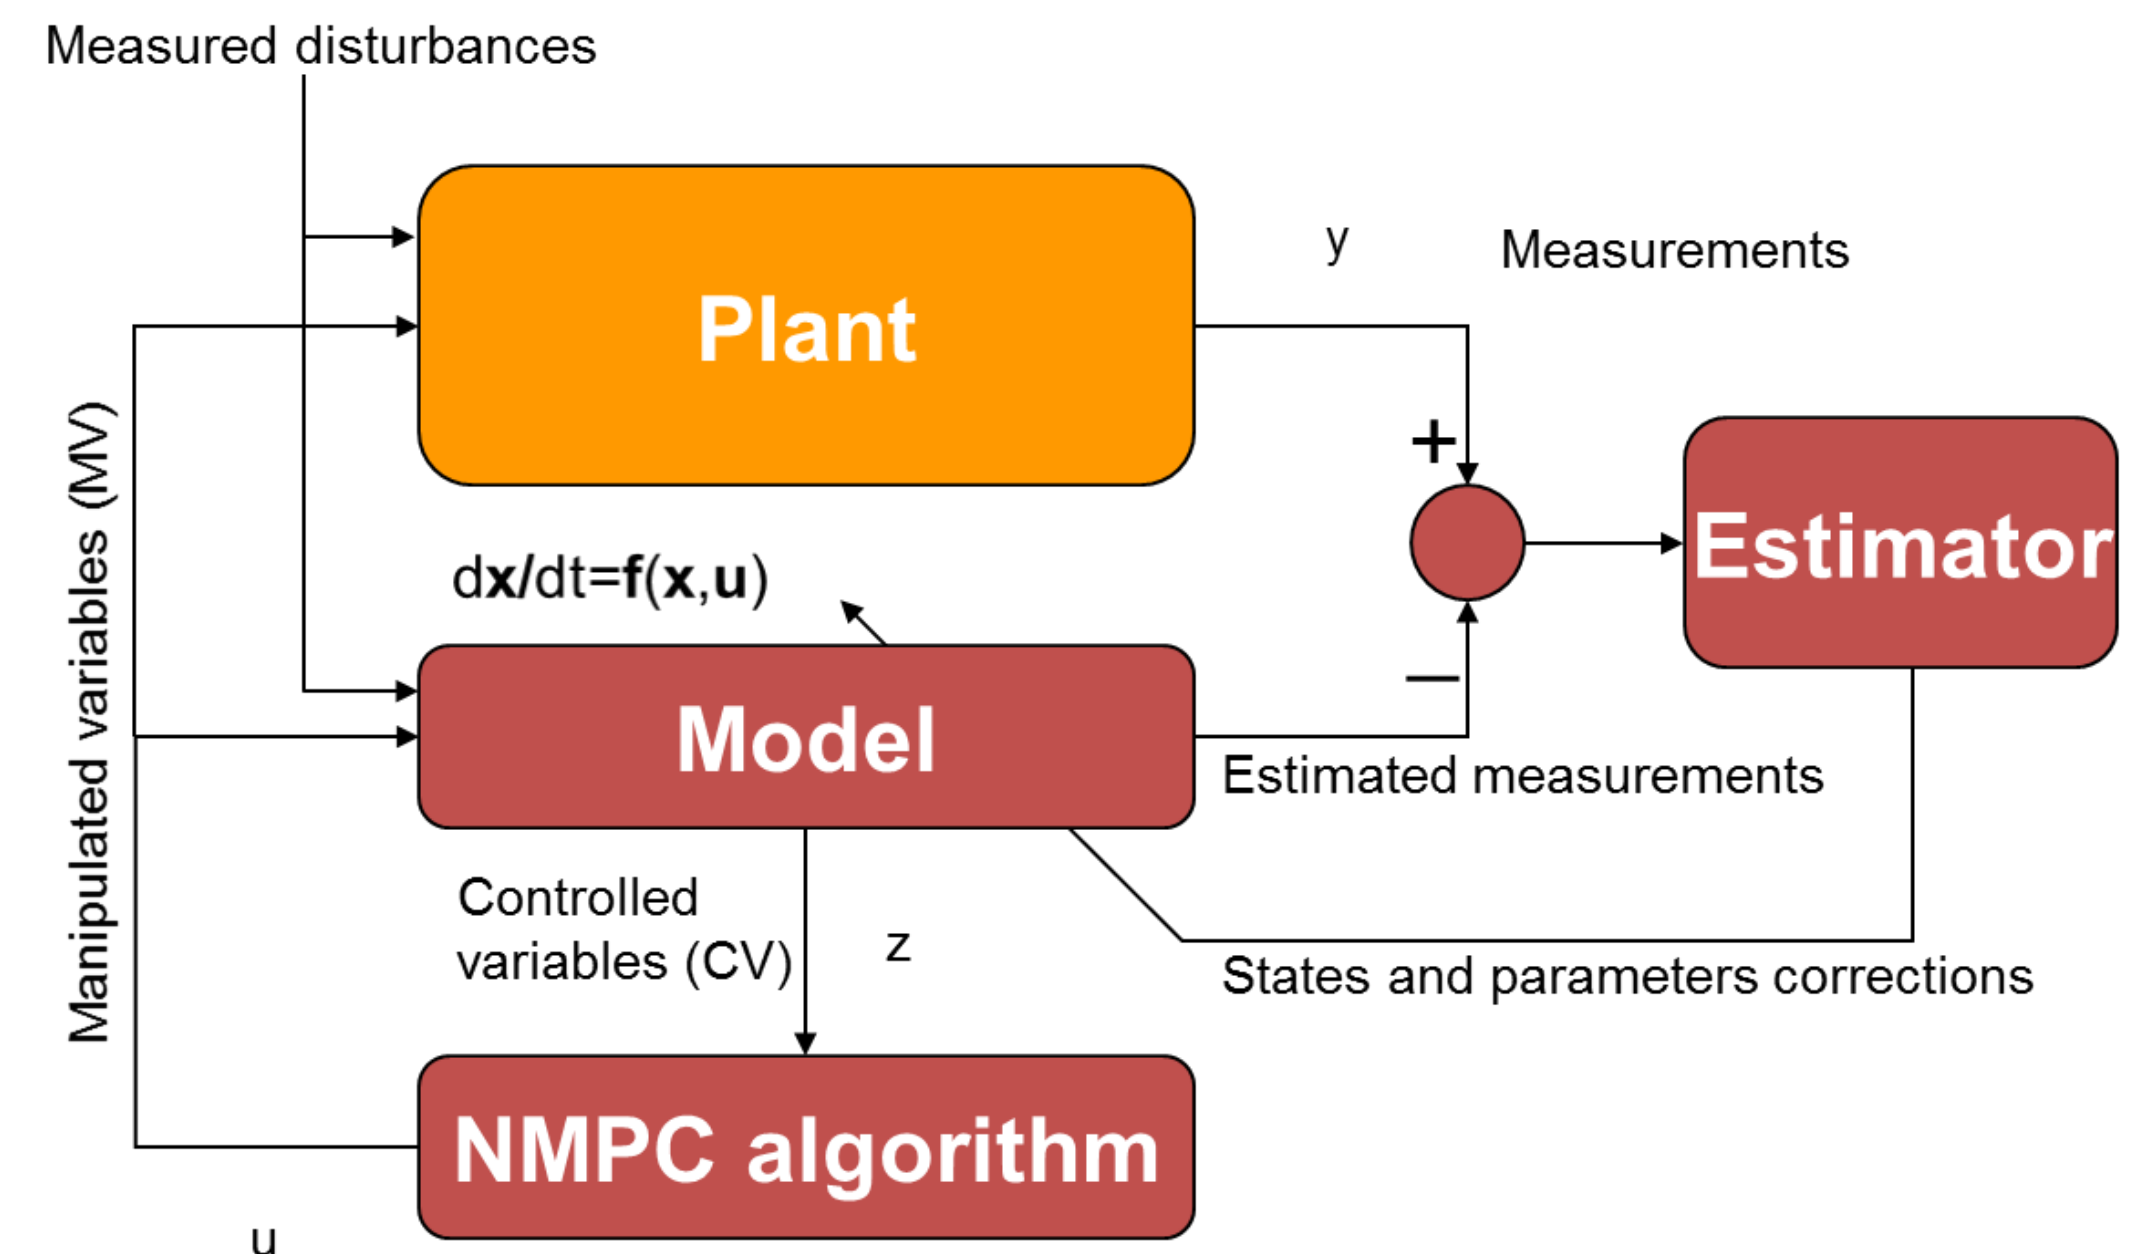 Measured disturbances
Plant
y
Measurements
+
Estimator
dx/dt=f(x,u)
Manipulated variables (MV)
Model
−
Estimated measurements
Controlled
variables (CV)
z
States and parameters corrections
NMPC algorithm
u